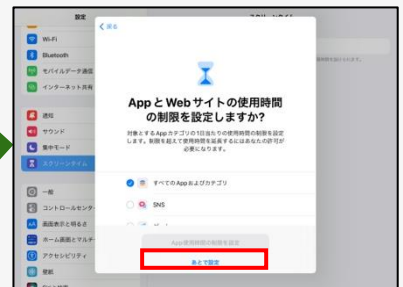 設定
Wi-Fi
Bluetooth
モバイルデータ通信
インターネット共有
通知
サウンド
集中モード
スクリーンタイム
一般
コントロールセンター
画面表示と明るさ
ホーム画面とマルチ
アクセシビリティ
壁紙
戻る
AppとWebサイトの使用時間
の制限を設定しますか?
対象とするAppカテゴリの1日当たりの使用時間の制限を設定
します。制限を超えて使用時間を延長するにはあなたの許可が
必要になります。
すべてのAppおよびカテゴリ
SNS
App使用時間の制限を設定
あとで設定